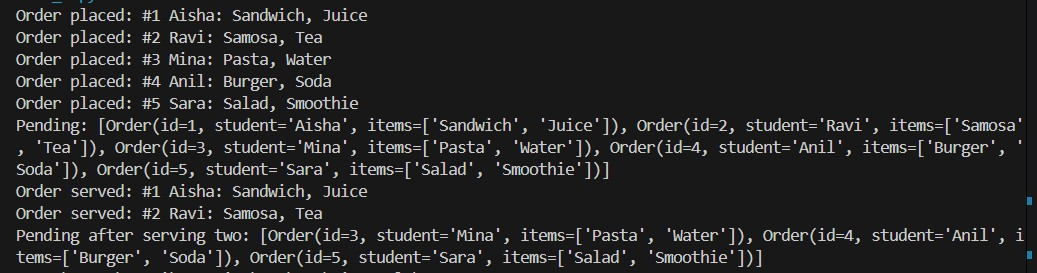 Order placed: #1 Aisha: Sandwich, Juice
Order placed: #2 Ravi: Samosa, Tea
Order placed: #3 Mina: Pasta, Water
Order placed: #4 Anil: Burger, Soda
Order placed: #5 Sara: Salad, Smoothie
Pending: [Order(id=1, student='Aisha', items=['Sandwich', 'Juice']), Order(id=2, student='Ravi', items=['Samosa'
, 'Tea']), Order(id=3, student='Mina', items=['Pasta', 'Water']), Order(id=4, student='Anil', items=['Burger', '
Soda']), Order(id=5, student='Sara', items=['Salad', 'Smoothie'])]
Order served: #1 Aisha: Sandwich, Juice
Order served: #2 Ravi: Samosa, Tea
Pending after serving two: [Order(id=3, student='Mina', items=['Pasta', 'Water']), Order(id=4, student='Anil', i
tems=['Burger', 'Soda']), Order(id=5, student='Sara', items=['Salad', 'Smoothie'])]